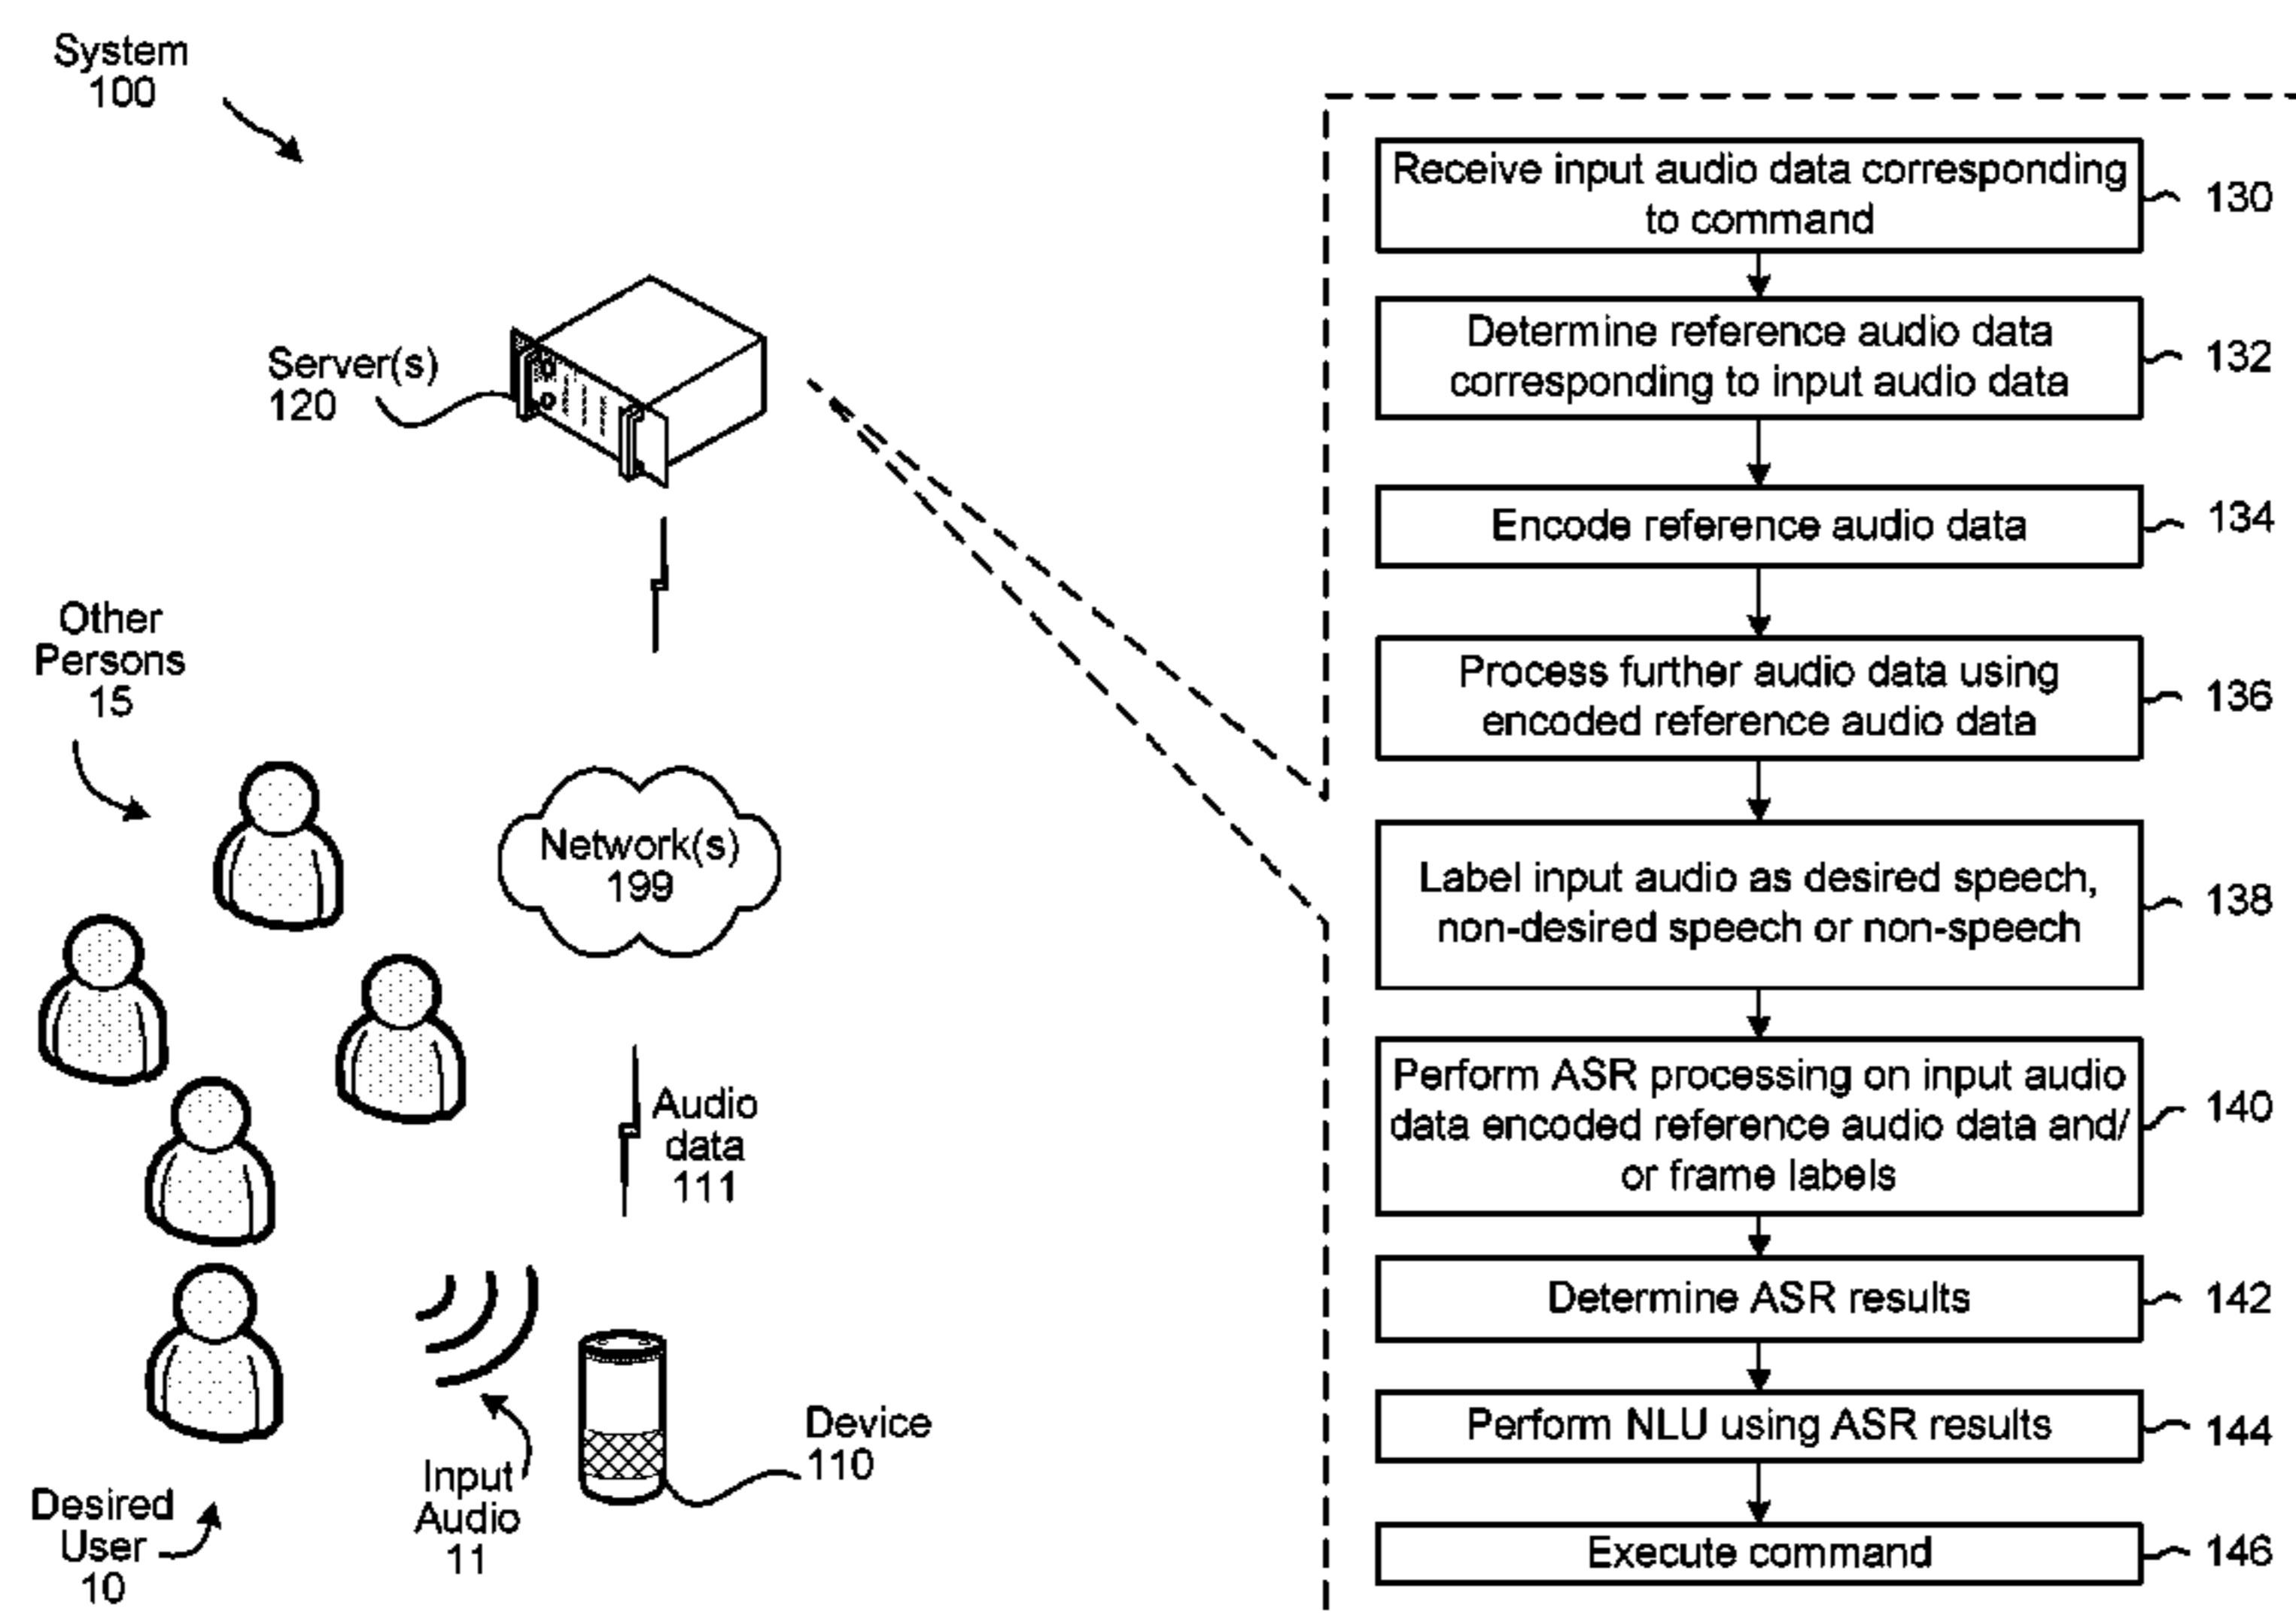 System
100
Server(s)
120
Other
Persons
15
Network(s)
199
Audio
data
111
Device
110
Input
Audio
11
Desired
User
10
Receive input audio data corresponding
to command
130
Determine reference audio data
corresponding to input audio data
132
Encode reference audio data
134
Process further audio data using
encoded reference audio data
136
Label input audio as desired speech,
non-desired speech or non-speech
138
Perform ASR processing on input audio
data encoded reference audio data and/
or frame labels
140
Determine ASR results
142
Perform NLU using ASR results
144
Execute command
146